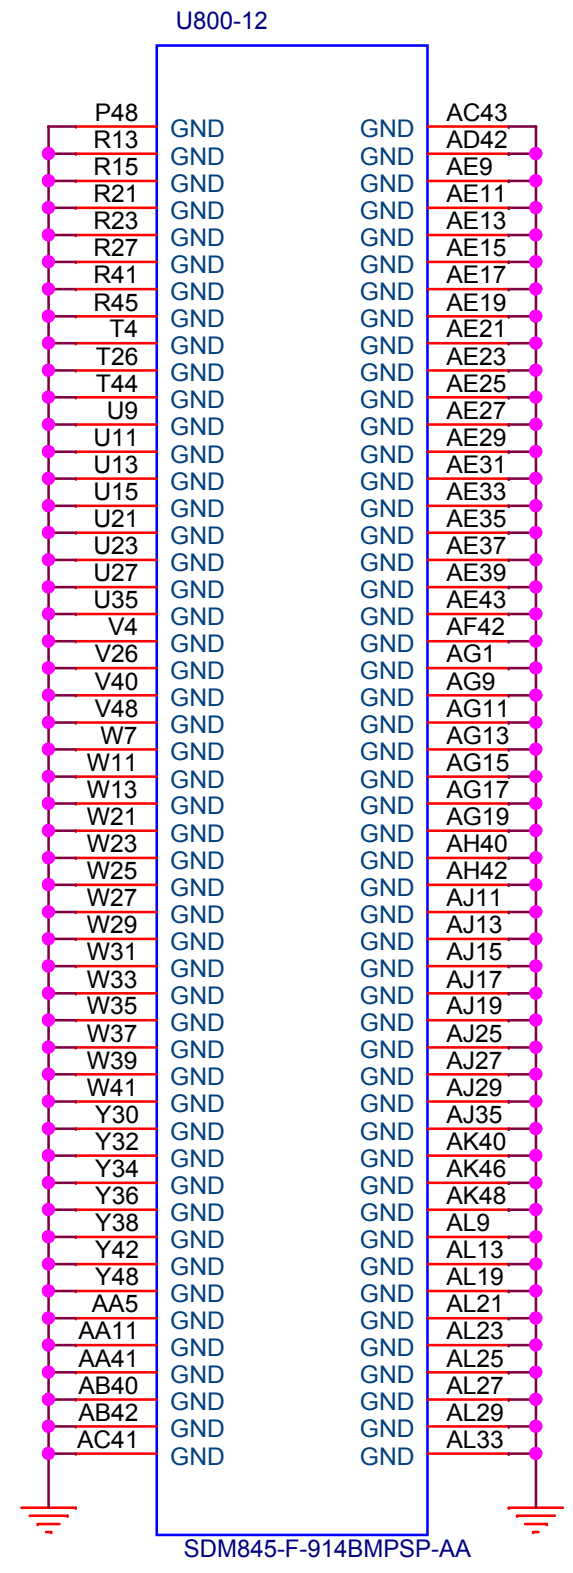 U800-12
P48 GND GND AC43
R13 GND GND AD42
R15 GND GND AE9
R21 GND GND AE11
R23 GND GND AE13
R27 GND GND AE15
R41 GND GND AE17
R45 GND GND AE19
T4 GND GND AE21
T26 GND GND AE23
T44 GND GND AE25
U9 GND GND AE27
U11 GND GND AE29
U13 GND GND AE31
U15 GND GND AE33
U21 GND GND AE35
U23 GND GND AE37
U27 GND GND AE39
U35 GND GND AE43
V4 GND GND AF42
V26 GND GND AG1
V40 GND GND AG9
V48 GND GND AG11
W7 GND GND AG13
W11 GND GND AG15
W13 GND GND AG17
W21 GND GND AG19
W23 GND GND AH40
W25 GND GND AH42
W27 GND GND AJ11
W29 GND GND AJ13
W31 GND GND AJ15
W33 GND GND AJ17
W35 GND GND AJ19
W37 GND GND AJ25
W39 GND GND AJ27
W41 GND GND AJ29
Y30 GND GND AJ35
Y32 GND GND AK40
Y34 GND GND AK46
Y36 GND GND AK48
Y38 GND GND AL9
Y42 GND GND AL13
Y48 GND GND AL19
AA5 GND GND AL21
AA11 GND GND AL23
AA41 GND GND AL25
AB40 GND GND AL27
AB42 GND GND AL29
AC41 GND GND AL33
SDM845-F-914BMPSP-AA